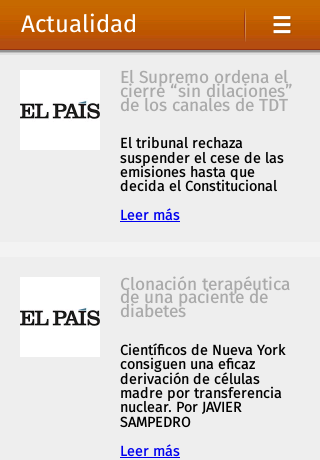 Actualidad
El Supremo ordena el
cierre “sin dilaciones”
de los canales de TDT
EL PAÍS
El tribunal rechaza
suspender el cese de las
emisiones hasta que
decida el Constitucional
Leer más
Clonación terapéutica
de una paciente de
diabetes
EL PAÍS
Científicos de Nueva York
consiguen una eficaz
derivación de células
madre por transferencia
nuclear. Por JAVIER
SAMPEDRO
Leer más